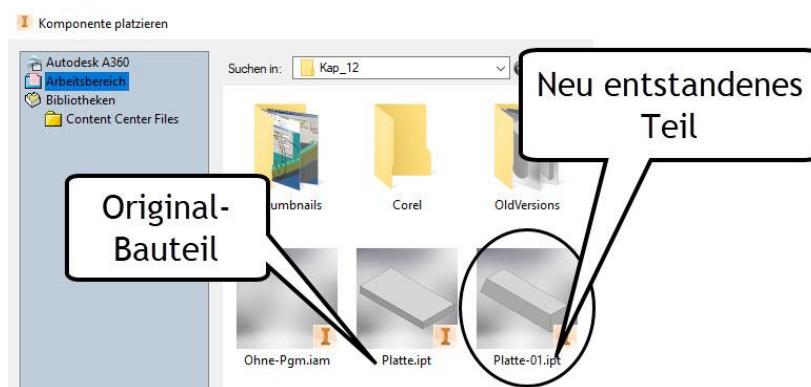 Komponente platzieren
Autodesk A360
Arbeitsbereich
Bibliotheken
Content Center Files
Suchen in:
Kap_12
Neu entstandenes
Teil
umbnails
Corel
OldVersions
Original-
Bauteil
Ohne-Pgm.iam
Platte.ipt
Platte-01.ipt